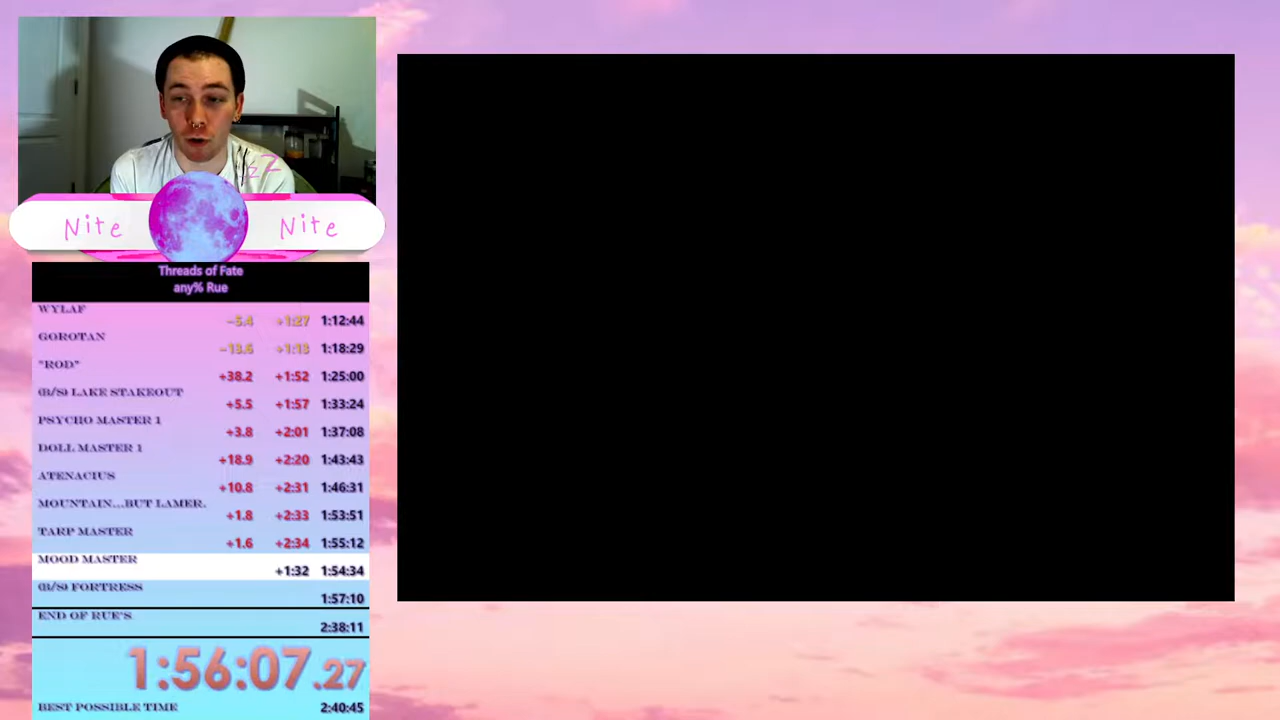 zZ
Nite Nite
Threads of Fate
any% Rue
WYLAF −5.4 +1:27 1:12:44
GOROTAN −13.6 +1:13 1:18:29
"ROD" +38.2 +1:52 1:25:00
(B/S) LAKE STAKEOUT +5.5 +1:57 1:33:24
PSYCHO MASTER 1 +3.8 +2:01 1:37:08
DOLL MASTER 1 +18.9 +2:20 1:43:43
ATENACIUS +10.8 +2:31 1:46:31
MOUNTAIN...BUT LAMER. +1.8 +2:33 1:53:51
TARP MASTER +1.6 +2:34 1:55:12
MOOD MASTER +1:32 1:54:34
(B/S) FORTRESS 1:57:10
END OF RUE'S 2:38:11
1:56:07.27
BEST POSSIBLE TIME 2:40:45